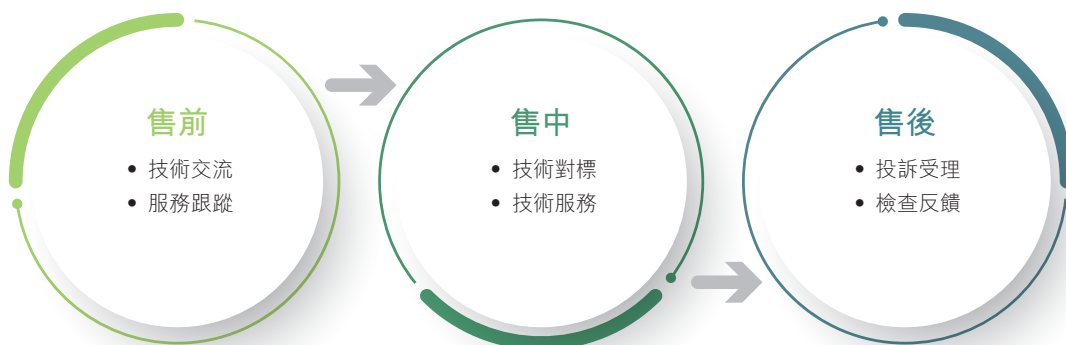 售前
• 技術交流
• 服務跟蹤
售中
• 技術對標
• 技術服務
售後
• 投訴受理
• 檢查反饋